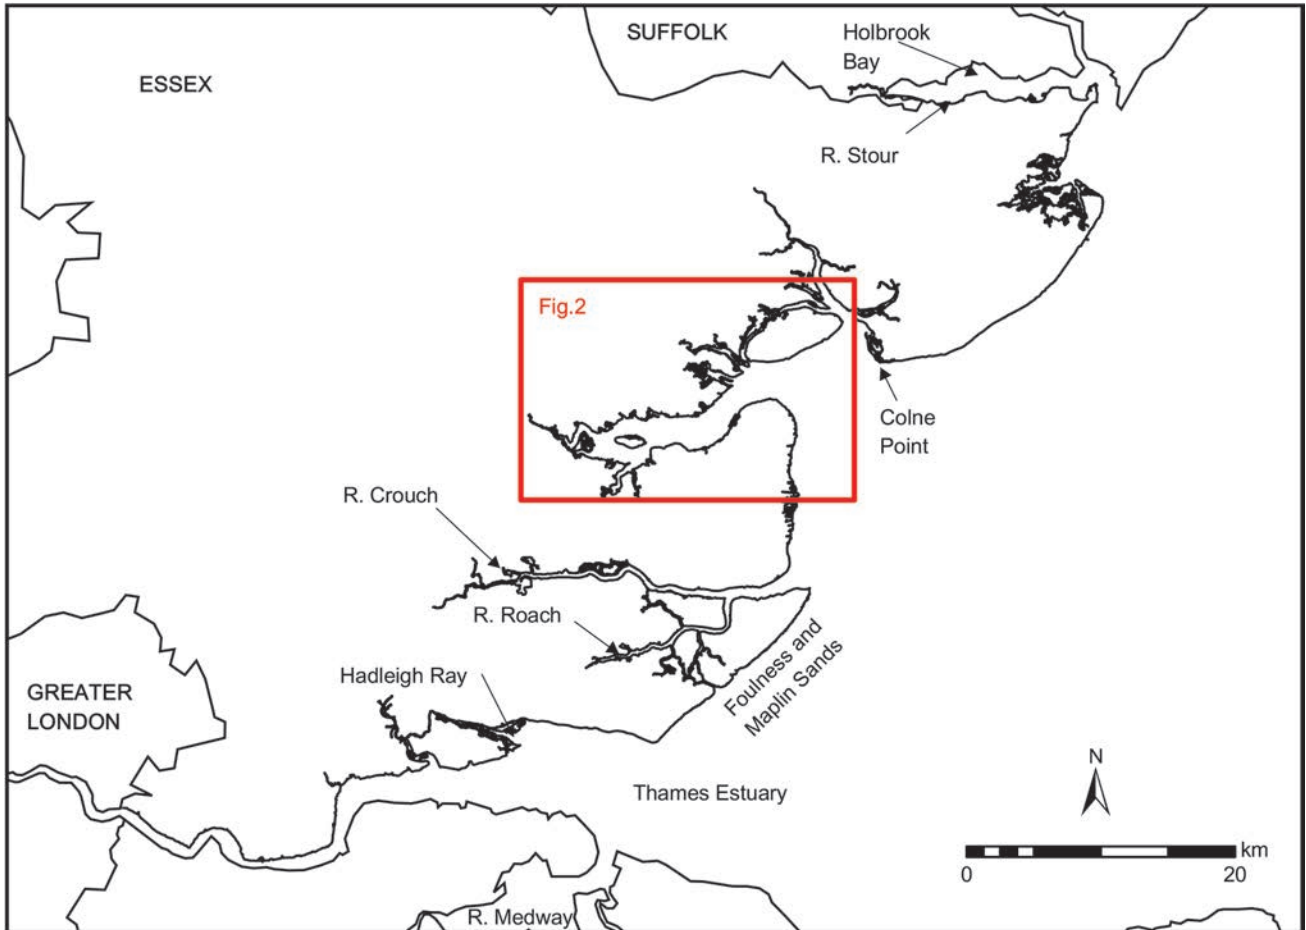 SUFFOLK
Holbrook
Bay
ESSEX
R. Stour
Fig.2
Colne
Point
R. Crouch
R. Roach
Foulness and
Maplin Sands
Hadleigh Ray
GREATER
LONDON
N
Thames Estuary
km
0
20
R. Medway